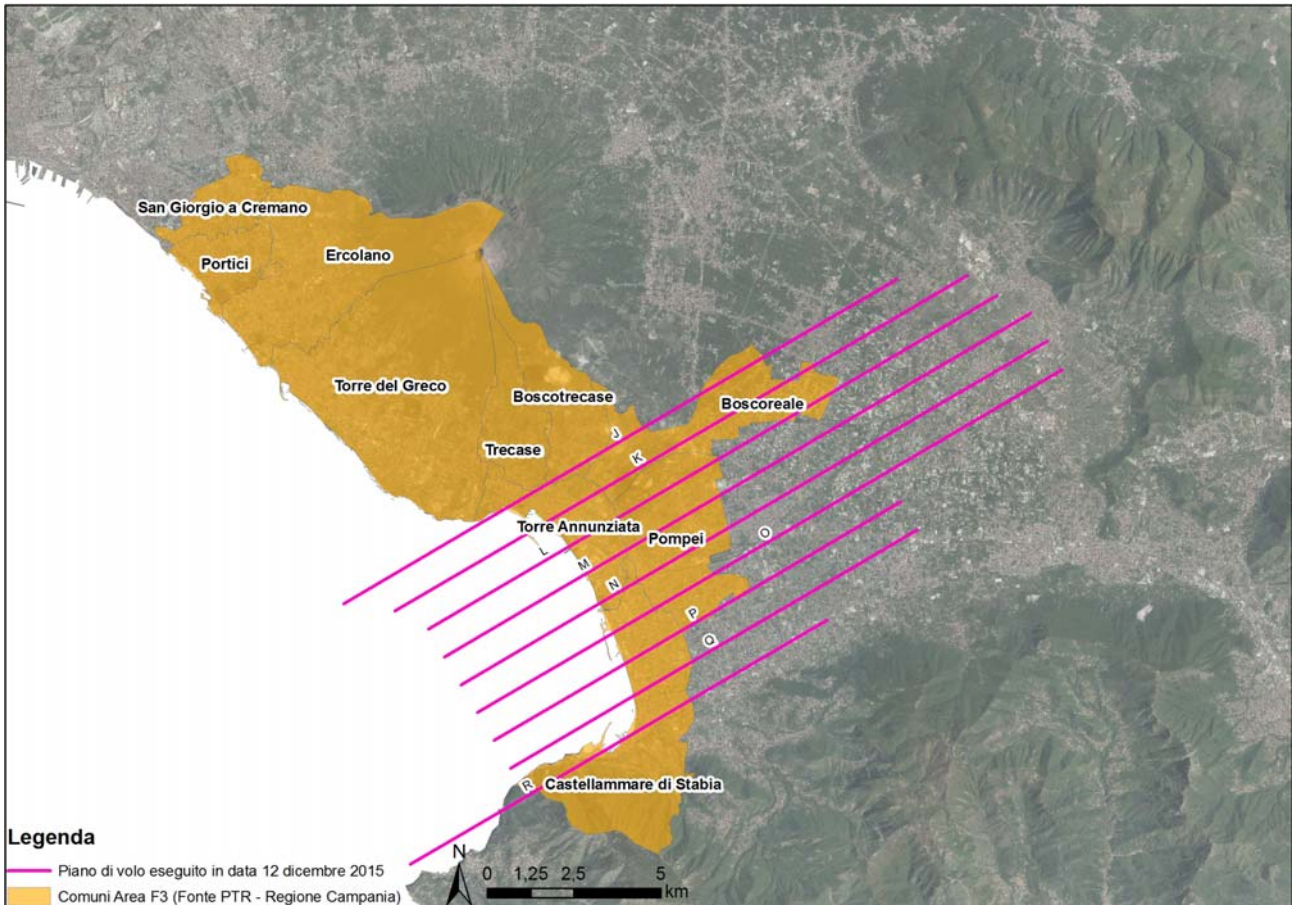 San Giorgio a Cremano
Ercolano
Portici
Torre del Greco
Boscotrecase
Boscoreale
J
Trecase
K
Torre Annunziata
Pompei
O
L
M
N
P
Q
R
Castellammare di Stabia
Legenda
Piano di volo eseguito in data 12 dicembre 2015
Comuni Area F3 (Fonte PTR - Regione Campania)
N
0 1,25 2,5 5
km